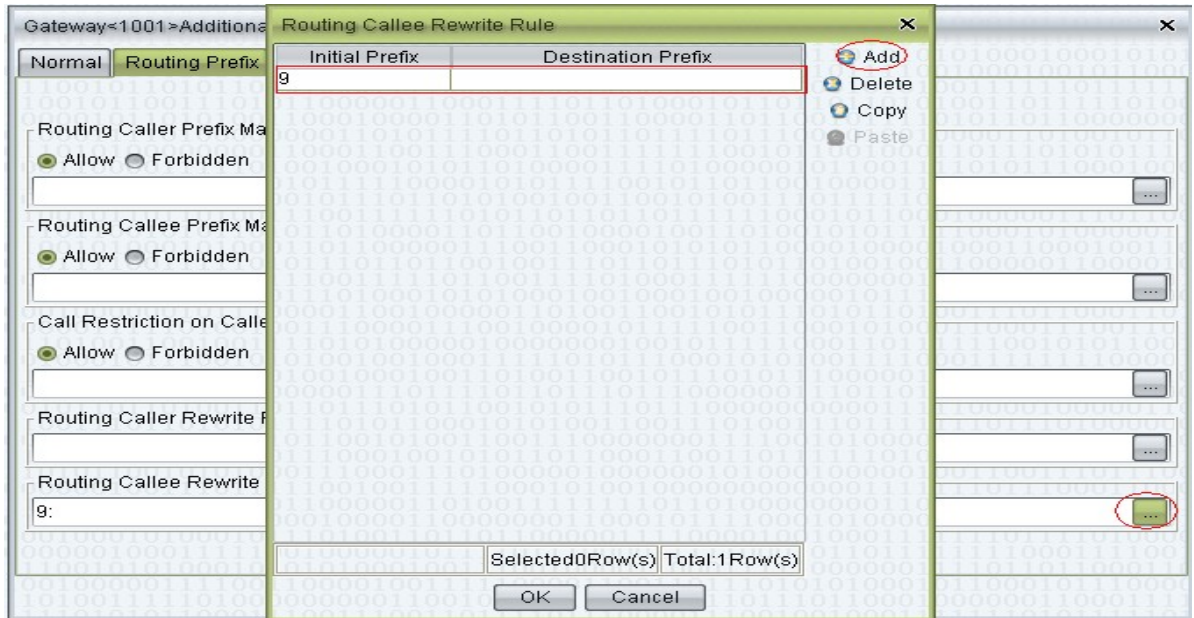 Gateway<1001>Additiona
Routing Callee Rewrite Rule
Normal
Routing Prefix
Initial Prefix
Destination Prefix
9
Add
Delete
Copy
Paste
Routing Caller Prefix Ma
Allow
Forbidden
...
Routing Callee Prefix Ma
Allow
Forbidden
...
Call Restriction on Calle
Allow
Forbidden
...
Routing Caller Rewrite R
...
Routing Callee Rewrite
9:
...
Selected0Row(s)
Total:1Row(s)
OK
Cancel